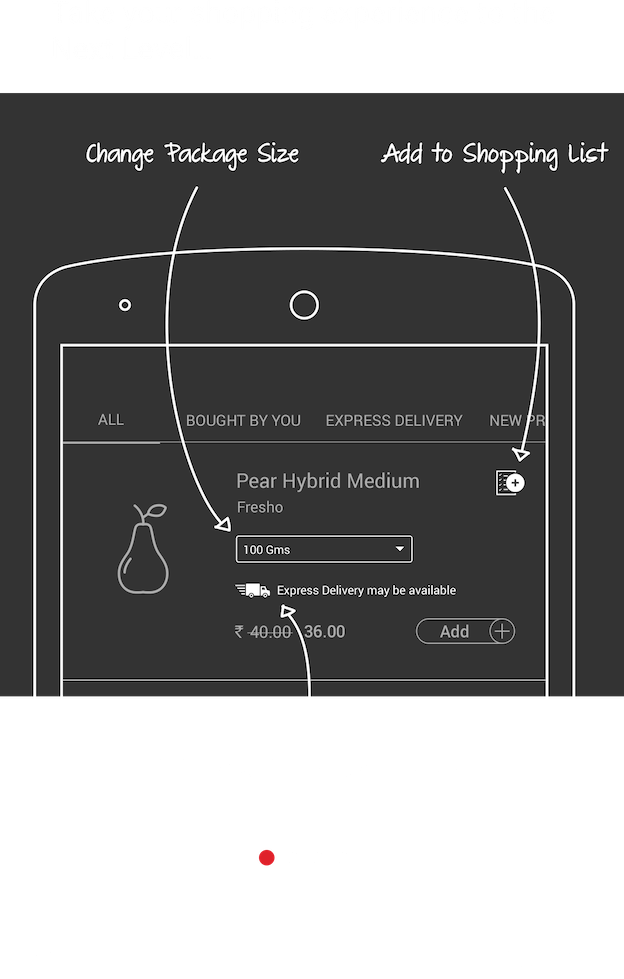 Change Package Size
Add to Shopping List
ALL
BOUGHT BY YOU
EXPRESS DELIVERY
NEW PR
Pear Hybrid Medium
Fresho
100 Gms
Express Delivery may be available
₹ 40.00 36.00
Add